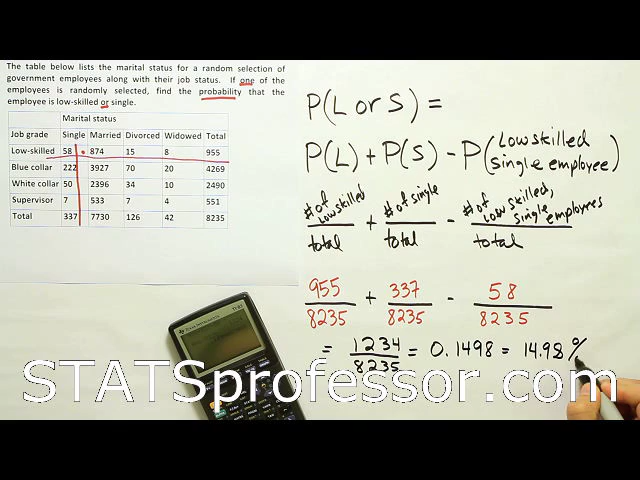 The table below lists the marital status for a random selection of
government employees along with their job status. If one of the
employees is randomly selected, find the probability that the
employee is low-skilled or single.
Marital status
Job grade Single Married Divorced Widowed Total
Low-skilled 58 874 15 8 955
Blue collar 222 3927 70 20 4269
White collar 50 2396 34 10 2490
Supervisor 7 533 7 4 551
Total 337 7730 126 42 8235
P(L or S) =
P(L) + P(S) - P(Low skilled
single employee)
# of low skilled + # of single - # of Low skilled, single employees
total total total
955 + 337 - 58
8235 8235 8235
= 1234 = 0.1498 = 14.98%
8235
TEXAS INSTRUMENTS
STATSprofessor.com